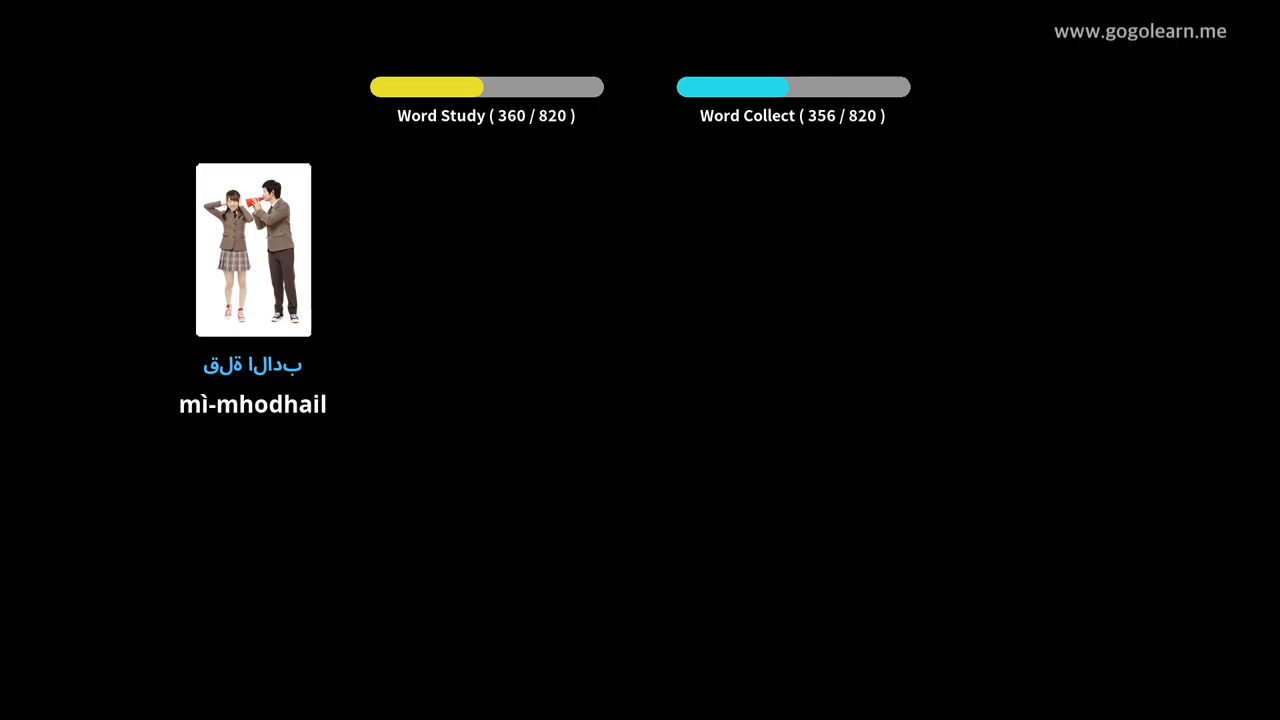 www.gogolearn.me
Word Study ( 360 / 820 )
Word Collect ( 356 / 820 )
قلة الادب
mì-mhodhail